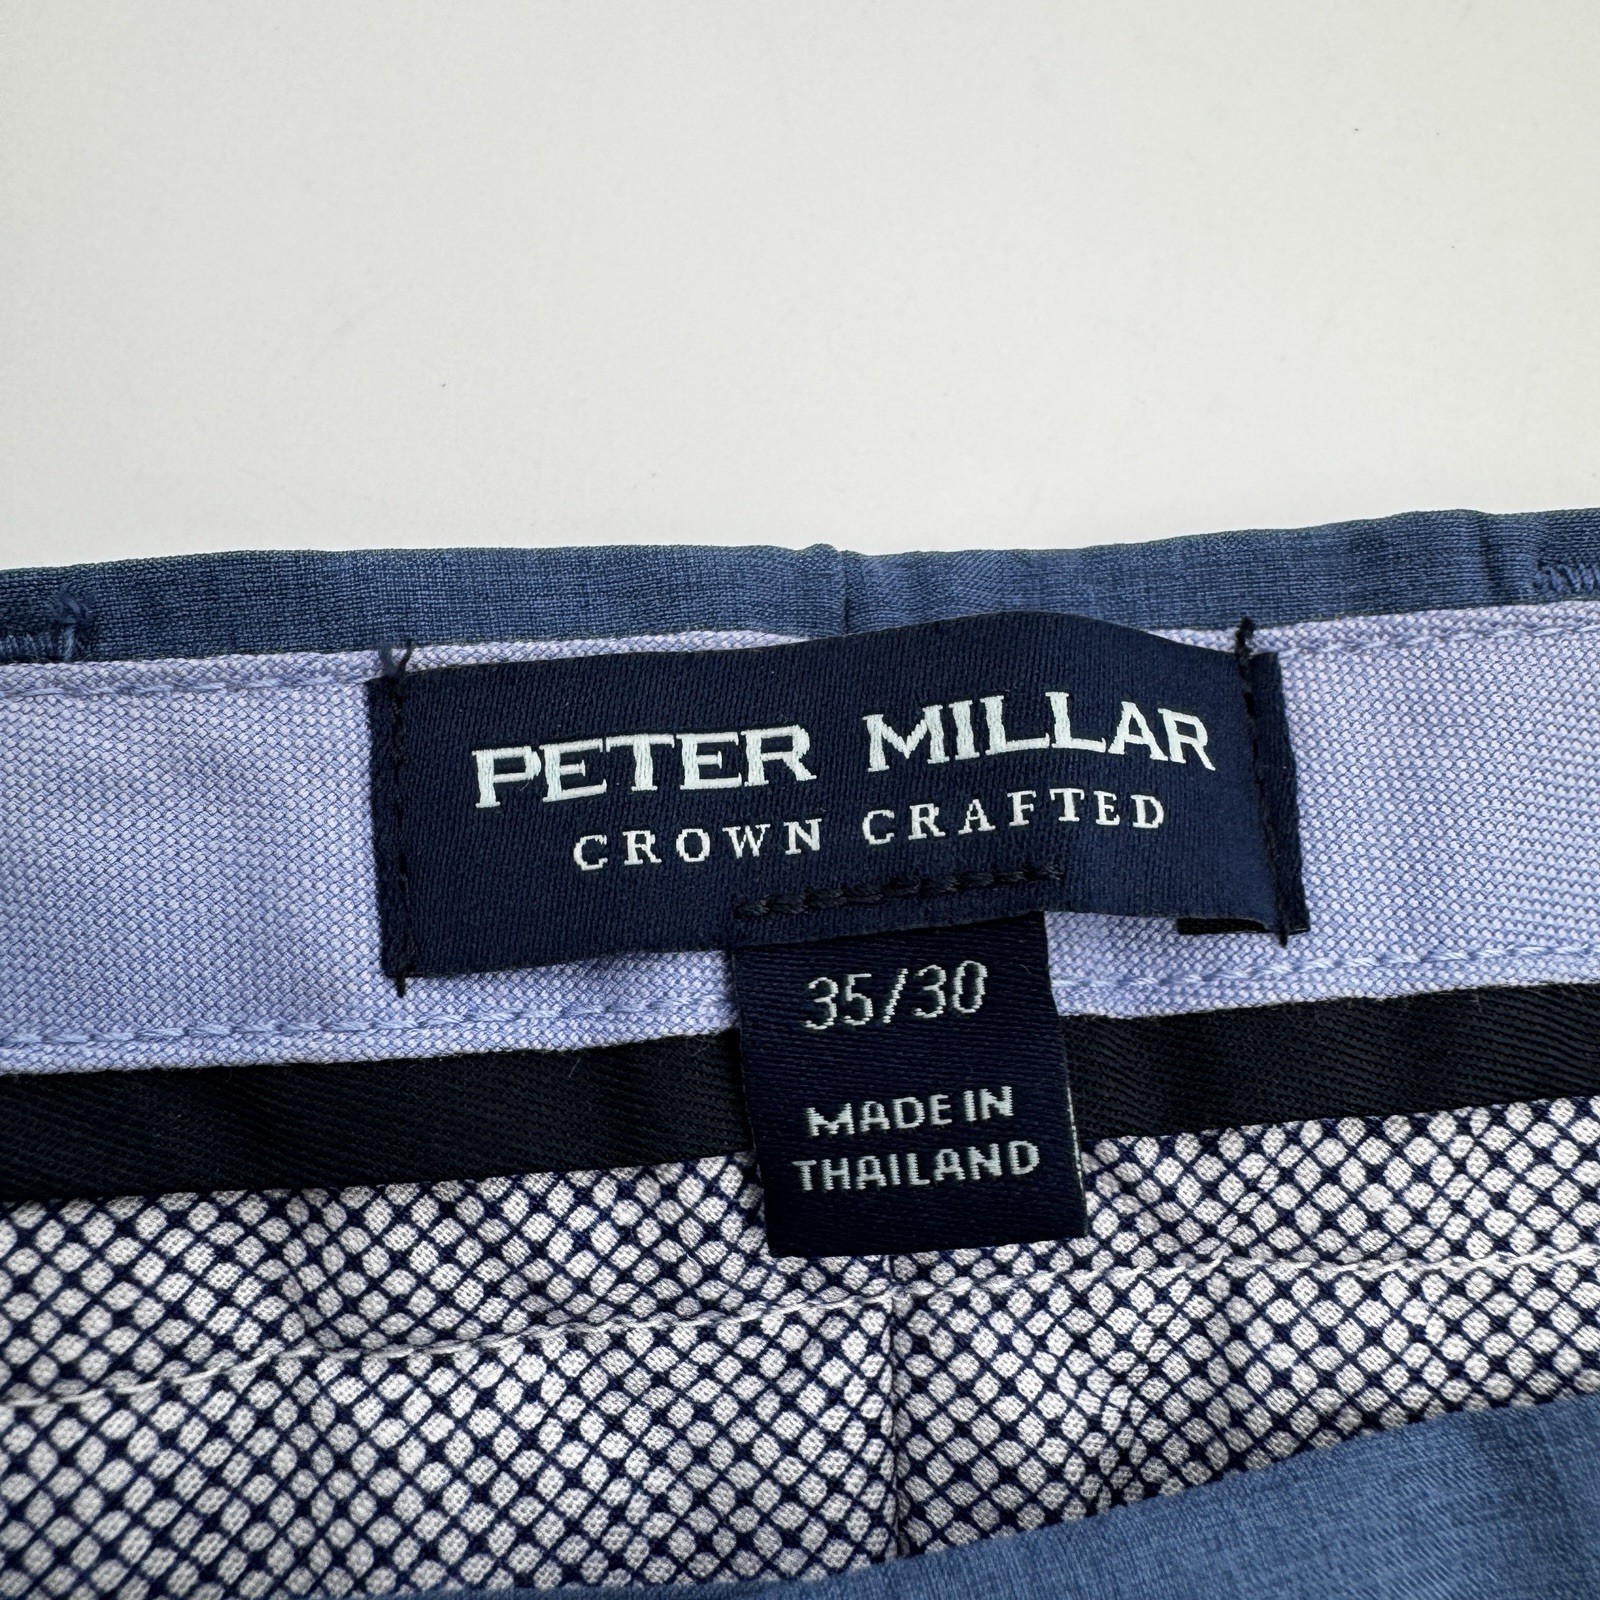 PETER MILLAR
CROWN CRAFTED
35/30
MADE IN
THAILAND